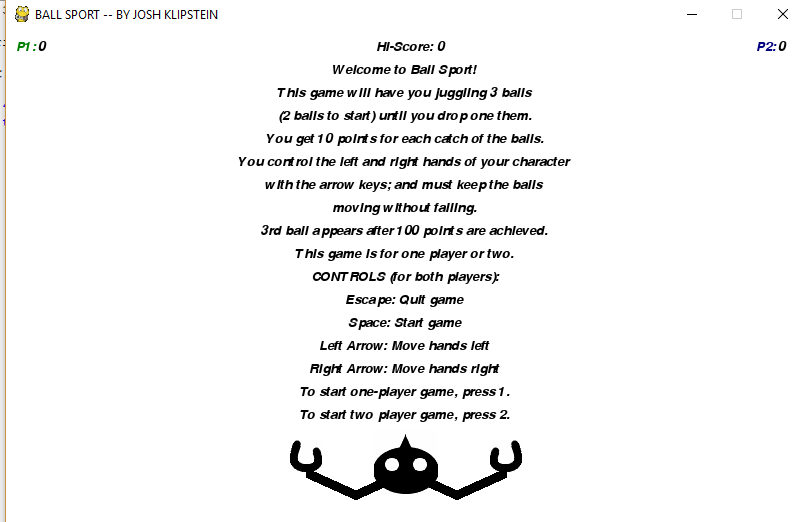 BALL SPORT -- BY JOSH KLIPSTEIN
P1:0 Hi-Score: 0 P2:0
Welcome to Ball Sport!
This game will have you juggling 3 balls
(2 balls to start) until you drop one them.
You get 10 points for each catch of the balls.
You control the left and right hands of your character
with the arrow keys; and must keep the balls
moving without falling.
3rd ball appears after 100 points are achieved.
This game is for one player or two.
CONTROLS (for both players):
Escape: Quit game
Space: Start game
Left Arrow: Move hands left
Right Arrow: Move hands right
To start one-player game, press 1.
To start two player game, press 2.